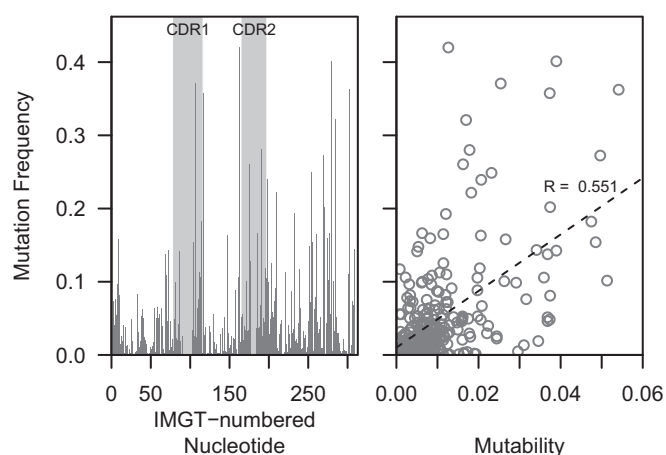 CDR1 CDR2
R = 0.551
Mutation Frequency
0.4
0.3
0.2
0.1
0.0
0 50 150 250
0.00 0.02 0.04 0.06
IMGT−numbered
Nucleotide
Mutability